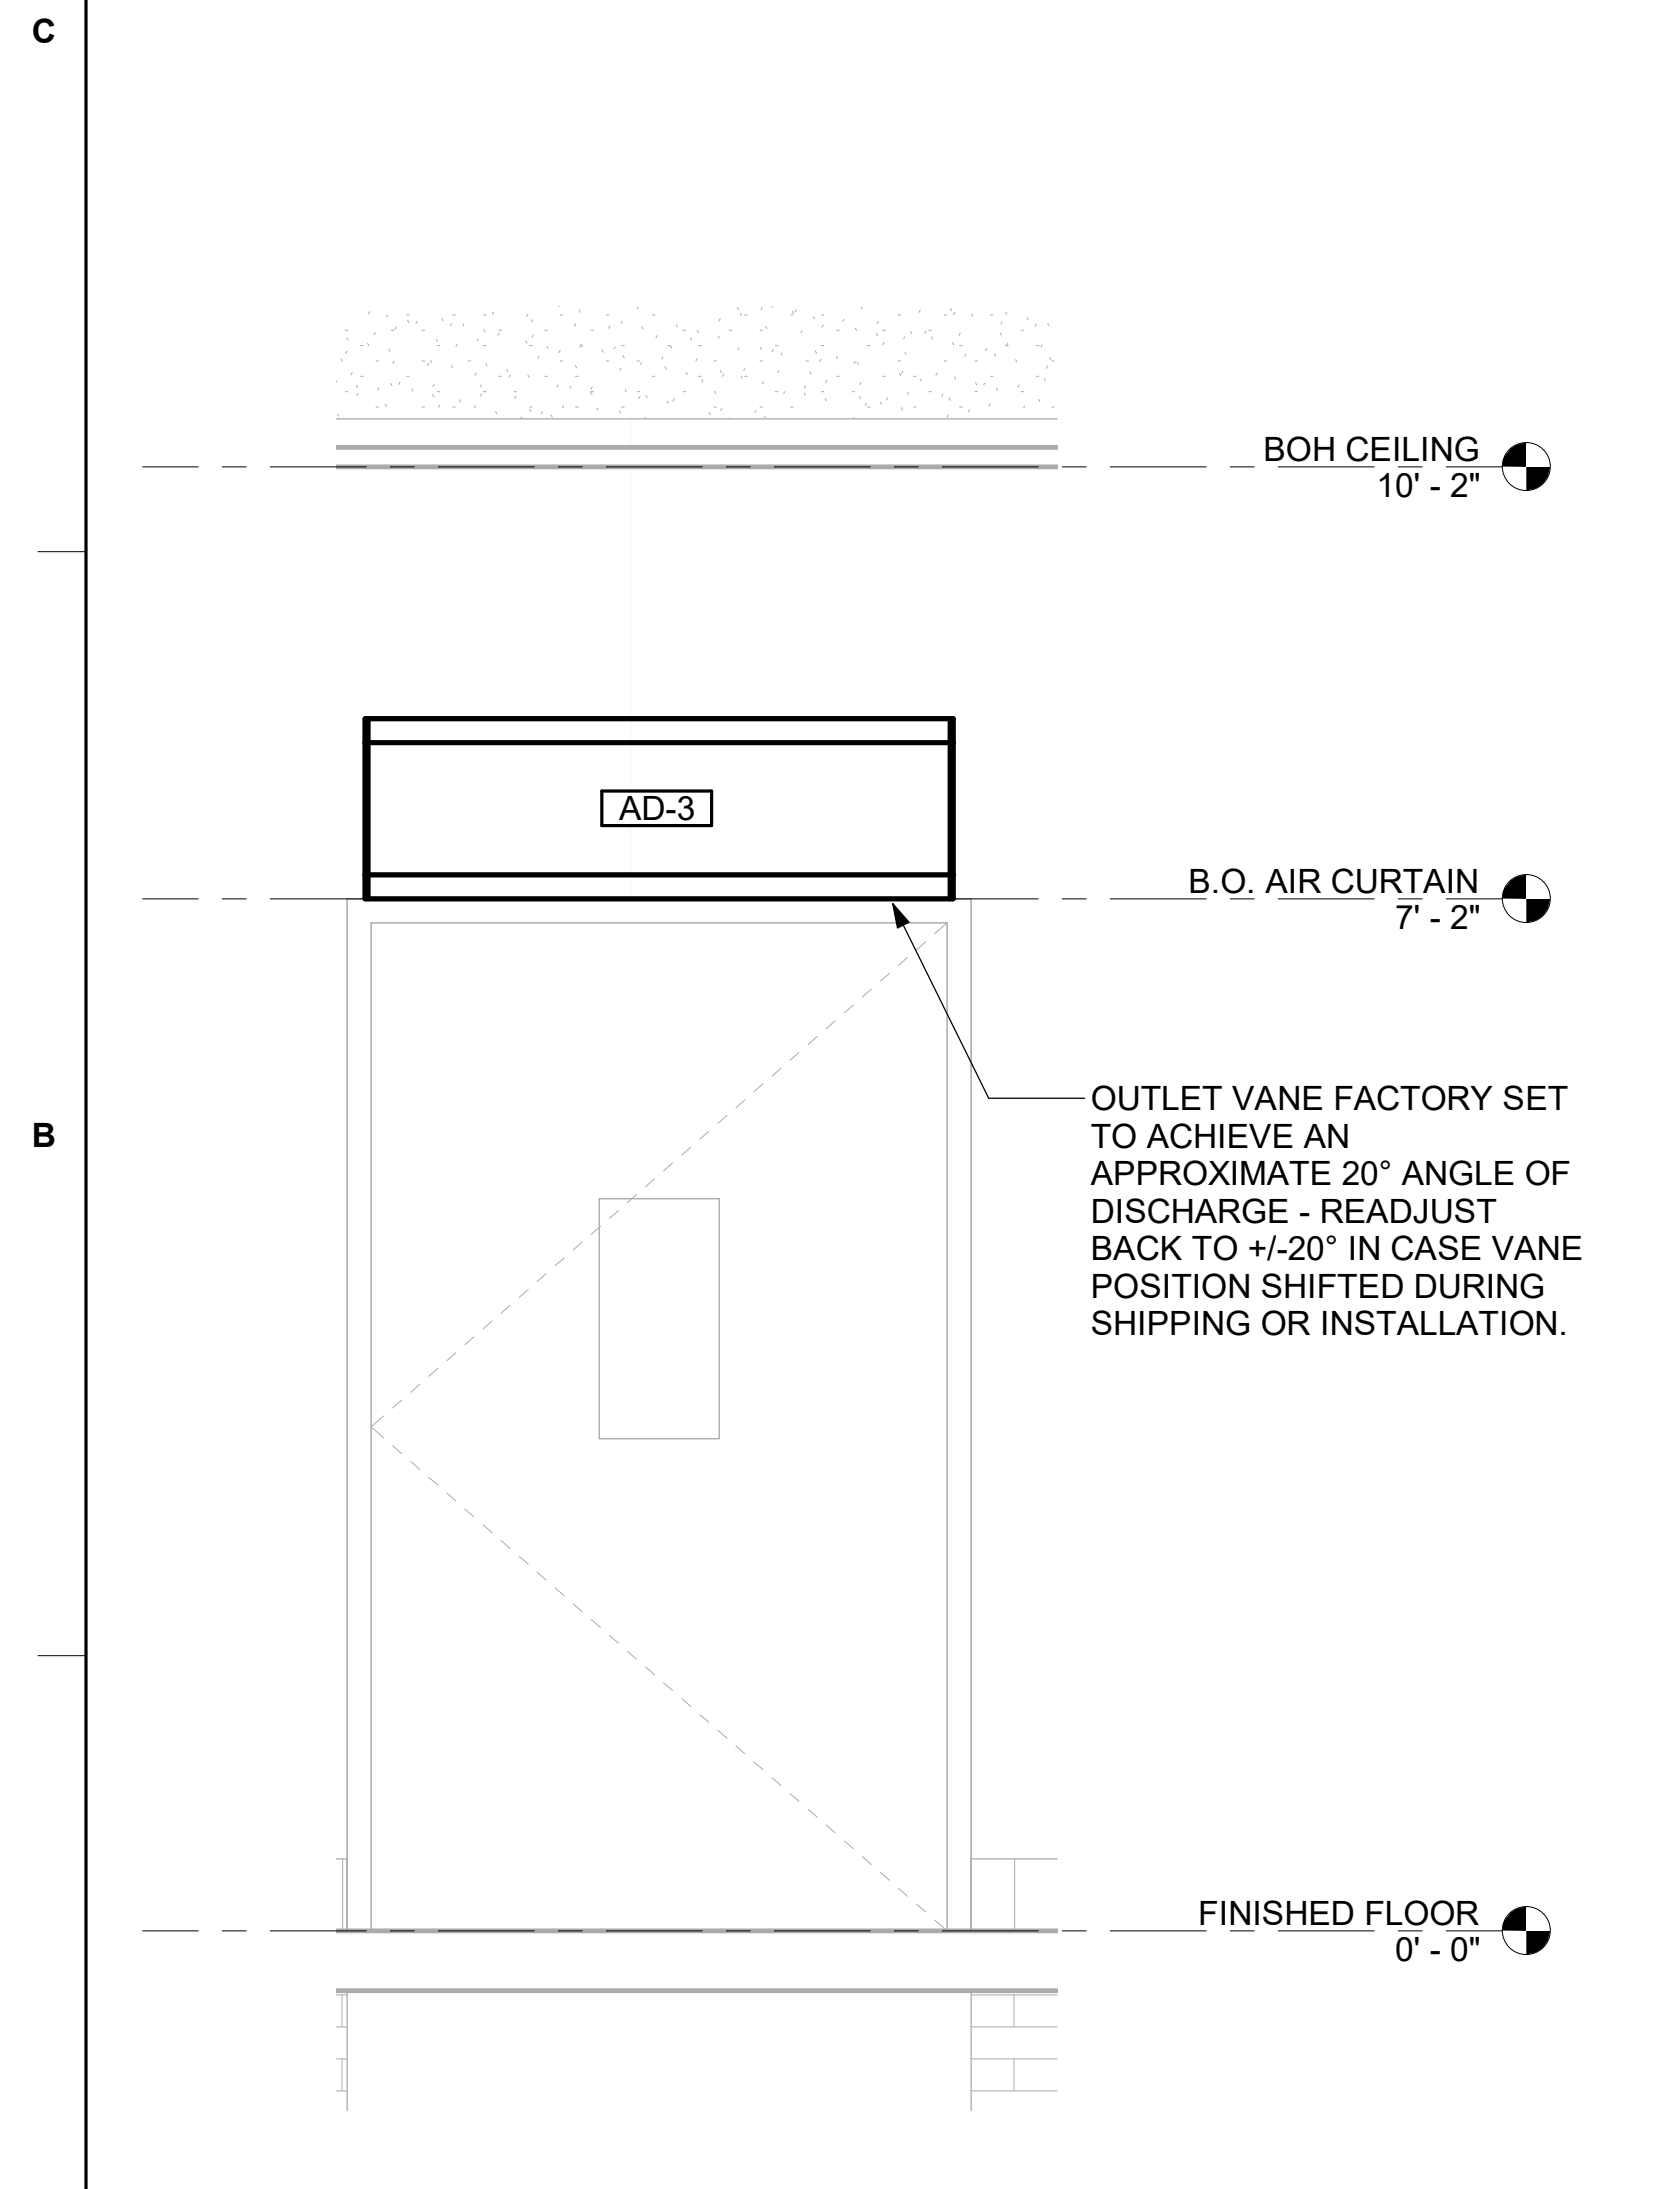 C
BOH CEILING
10' - 2"
AD-3
B.O. AIR CURTAIN
7' - 2"
B
OUTLET VANE FACTORY SET
TO ACHIEVE AN
APPROXIMATE 20° ANGLE OF
DISCHARGE - READJUST
BACK TO +/-20° IN CASE VANE
POSITION SHIFTED DURING
SHIPPING OR INSTALLATION.
FINISHED FLOOR
0' - 0"